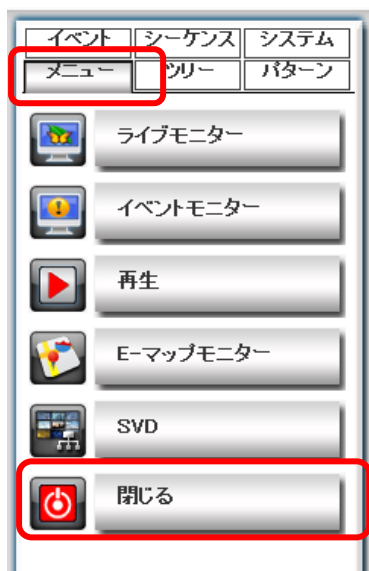 イベント シーケンス システム
メニュー ツリー パターン
ライブモニター
イベントモニター
再生
E-マップモニター
SVD
閉じる